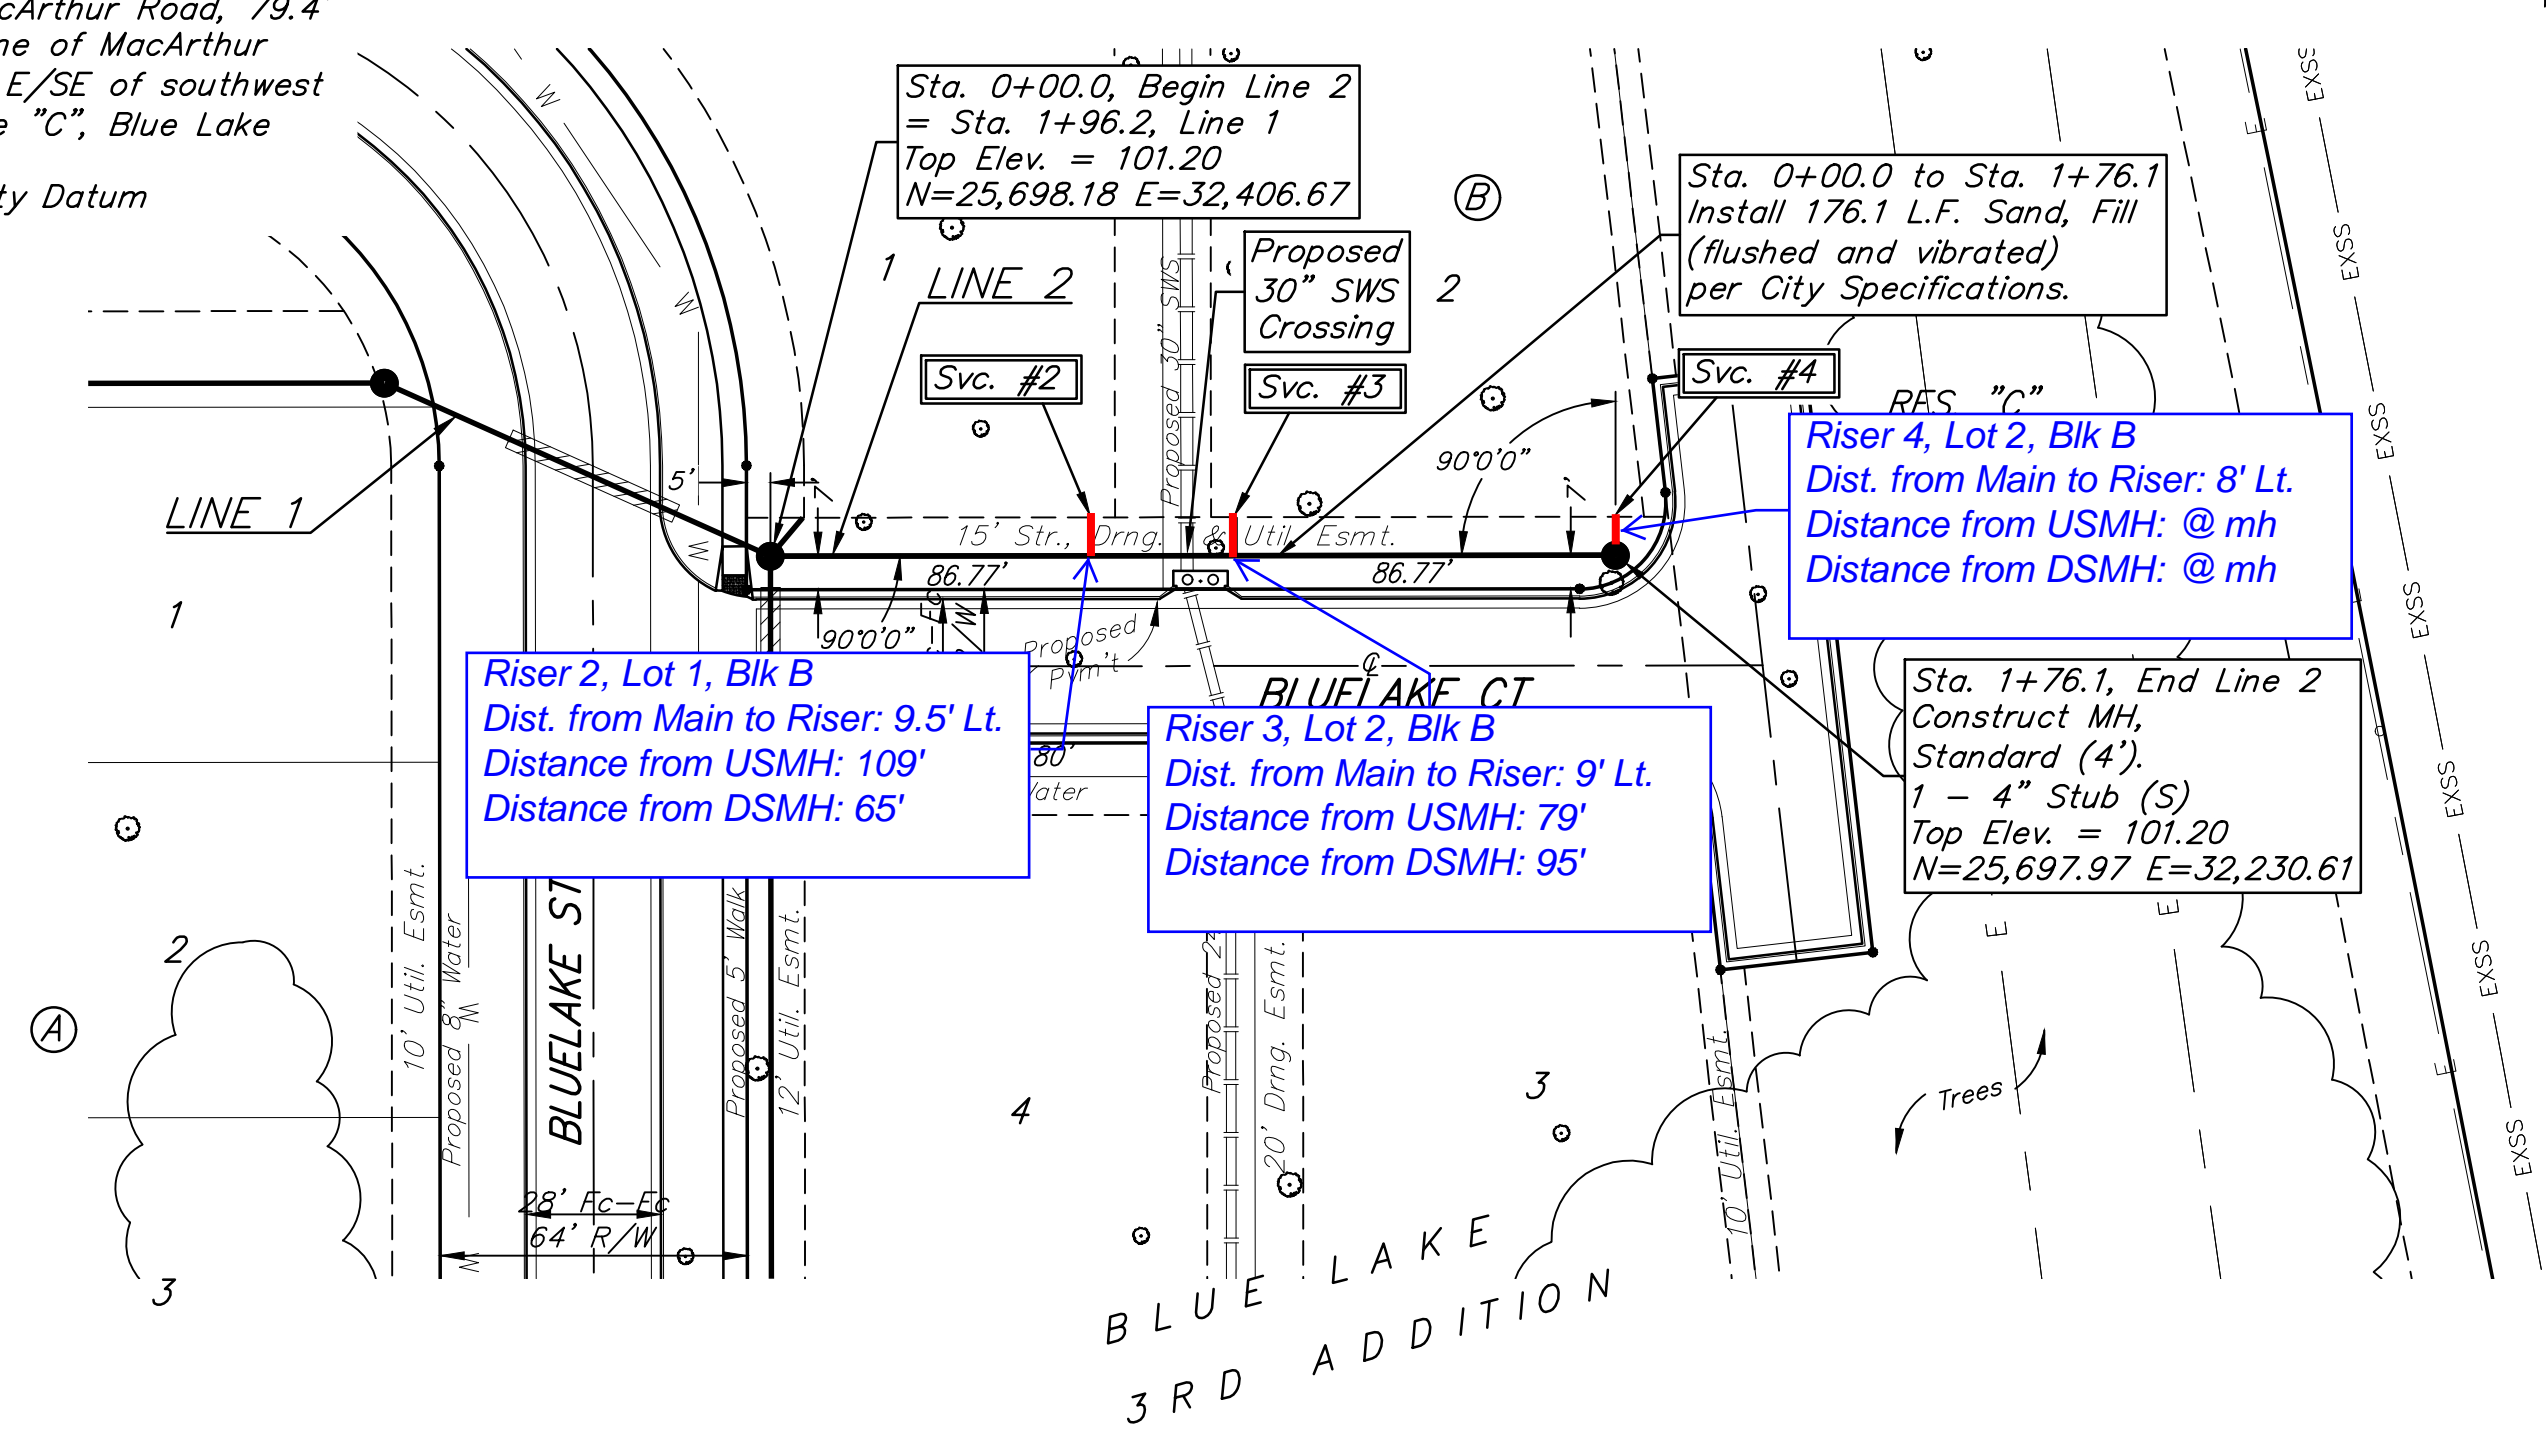 cArthur Road, 79.4'
ne of MacArthur
E/SE of southwest
e "C", Blue Lake
ty Datum
Sta. 0+00.0, Begin Line 2
= Sta. 1+96.2, Line 1
Top Elev. = 101.20
N=25,698.18 E=32,406.67
B
Sta. 0+00.0 to Sta. 1+76.1
Install 176.1 L.F. Sand, Fill
(flushed and vibrated)
per City Specifications.
Proposed
30" SWS
Crossing
Proposed 30" SWS
1
2
LINE 2
Svc. #2
Svc. #3
Svc. #4
RES "C"
LINE 1
5'
7'
90°0'0"
7'
15' Str., Drng. & Util Esmt.
86.77'
86.77'
90°0'0"
Riser 4, Lot 2, Blk B
Dist. from Main to Riser: 8' Lt.
Distance from USMH: @ mh
Distance from DSMH: @ mh
Proposed
Pvm't
℄
BLUELAKE CT
80'
Riser 2, Lot 1, Blk B
Dist. from Main to Riser: 9.5' Lt.
Distance from USMH: 109'
Distance from DSMH: 65'
Riser 3, Lot 2, Blk B
Dist. from Main to Riser: 9' Lt.
Distance from USMH: 79'
Distance from DSMH: 95'
Sta. 1+76.1, End Line 2
Construct MH,
Standard (4').
1 - 4" Stub (S)
Top Elev. = 101.20
N=25,697.97 E=32,230.61
1
2
3
A
10' Util. Esmt.
Proposed 8" Water
BLUELAKE ST
Proposed 5' Walk
12' Util. Esmt.
20' Drng. Esmt.
10' Util. Esmt.
28' Fc-Fc
64' R/W
4
3
Trees
W
W
W
W
W
W
E
E
E
E
EXSS
EXSS
EXSS
EXSS
EXSS
EXSS
EXSS
BLUE LAKE
3RD ADDITION